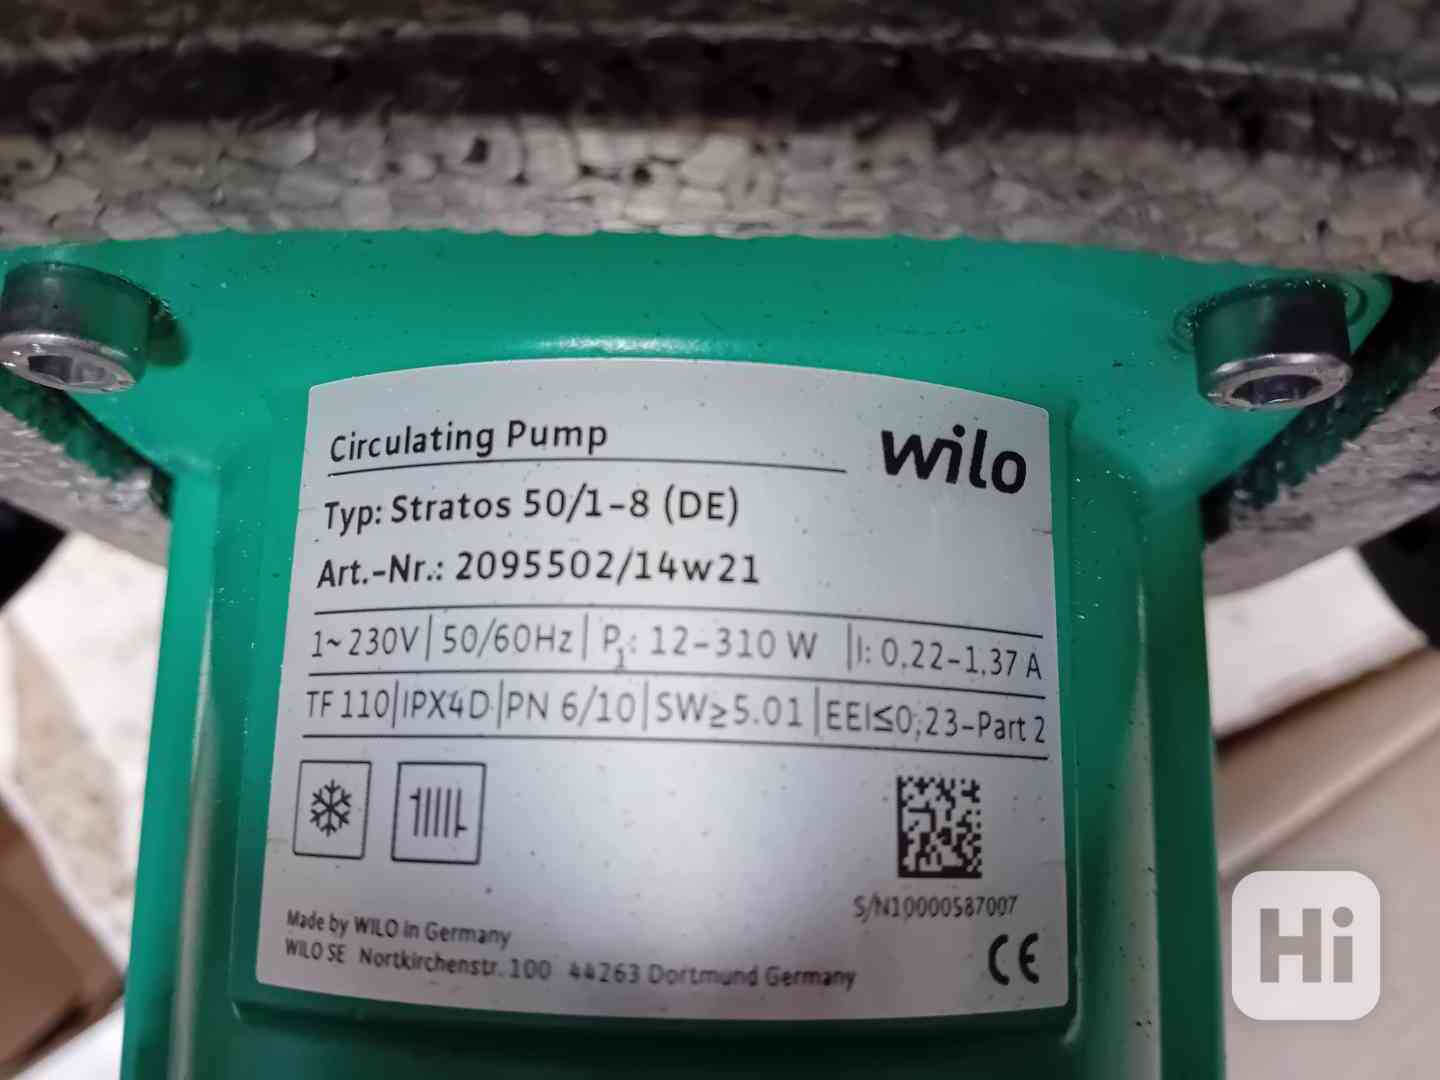 Circulating Pump
wilo
Typ: Stratos 50/1-8 (DE)
Art.-Nr.: 2095502/14w21
1~230V|50/60Hz|P1: 12-310 W |I: 0,22-1,37 A
TF 110|IPX4D|PN 6/10|SW≥5.01|EEI≤0,23-Part 2
S/N10000587007
Made by WILO in Germany
WILO SE Nortkirchenstr. 100 44263 Dortmund Germany
CE
Hi